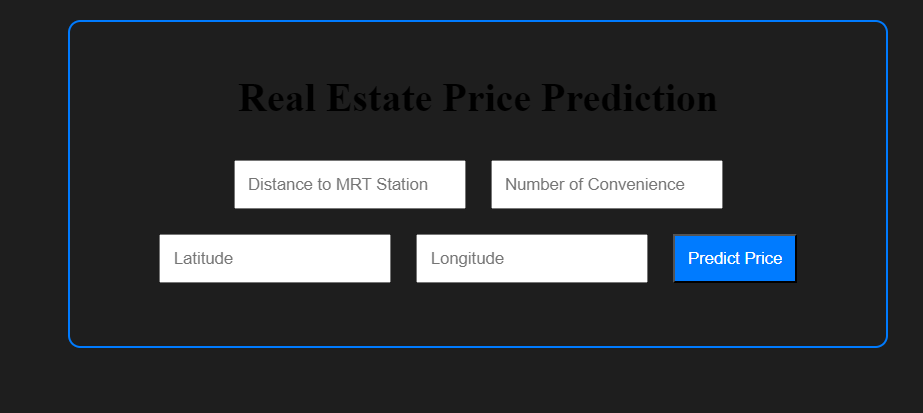 Real Estate Price Prediction
Distance to MRT Station Number of Convenience
Latitude Longitude Predict Price